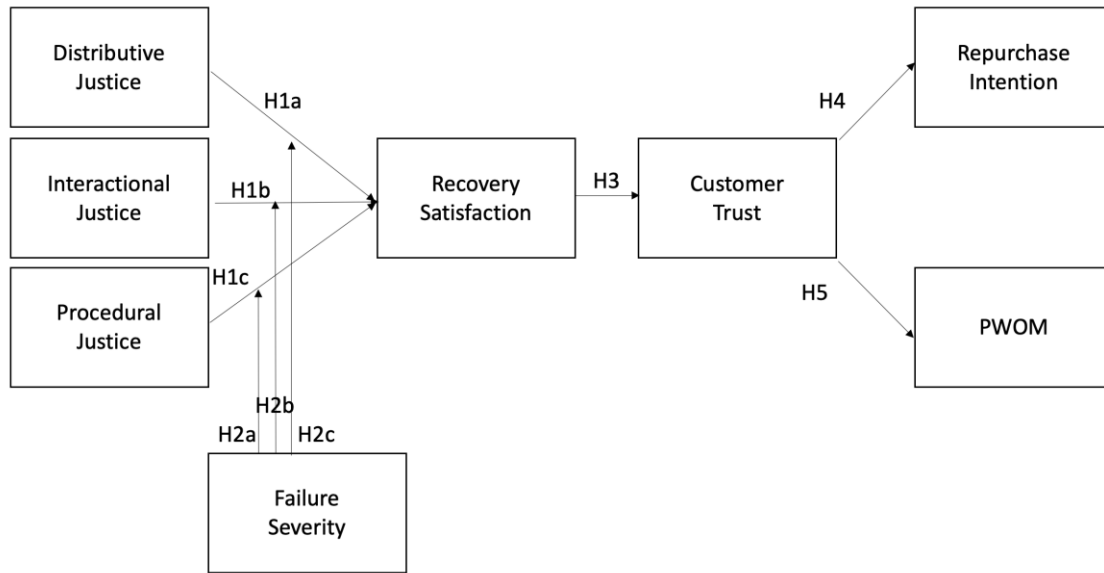 Distributive
Justice
Repurchase
Intention
H1a
H4
Interactional
Justice
H1b
Recovery
Satisfaction
H3
Customer
Trust
H1c
Procedural
Justice
H5
PWOM
H2b
H2a
H2c
Failure
Severity